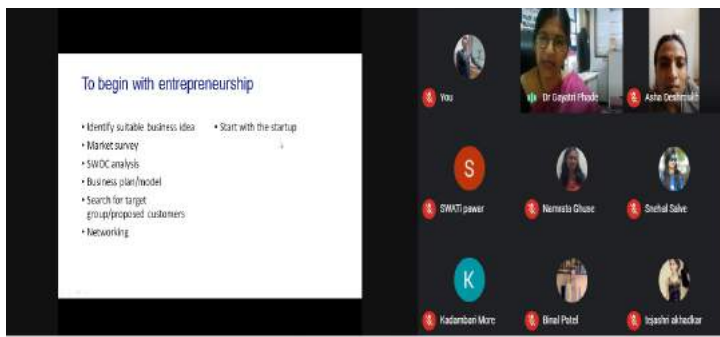 To begin with entrepreneurship
• Identify suitable business idea
• Market survey
• SWOC analysis
• Business plan/model
• Search for target
group/proposed customers
• Networking
• Start with the startup
You
Dr Gayatri Phade
Asha Deshmukh
S
SWATi pawar
Namrata Ghuse
Snehal Salve
K
Kadambari More
Binal Patel
tejashri akhadkar